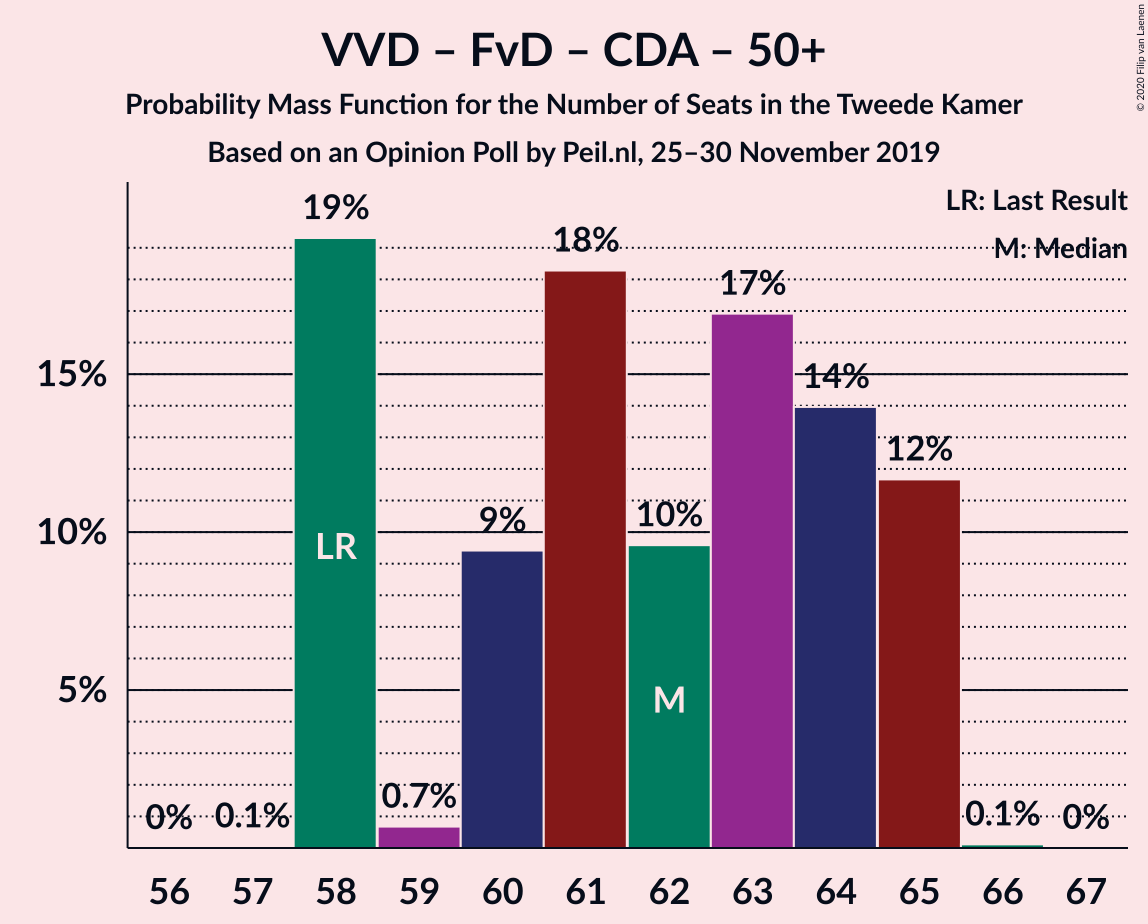 VVD – FvD – CDA – 50+
Probability Mass Function for the Number of Seats in the Tweede Kamer
Based on an Opinion Poll by Peil.nl, 25–30 November 2019
© 2020 Filip van Laenen
LR: Last Result
M: Median
19%
18%
17%
14%
12%
10%
9%
0.7%
0%
0.1%
0.1%
0%
15%
10%
5%
LR
M
56 57 58 59 60 61 62 63 64 65 66 67